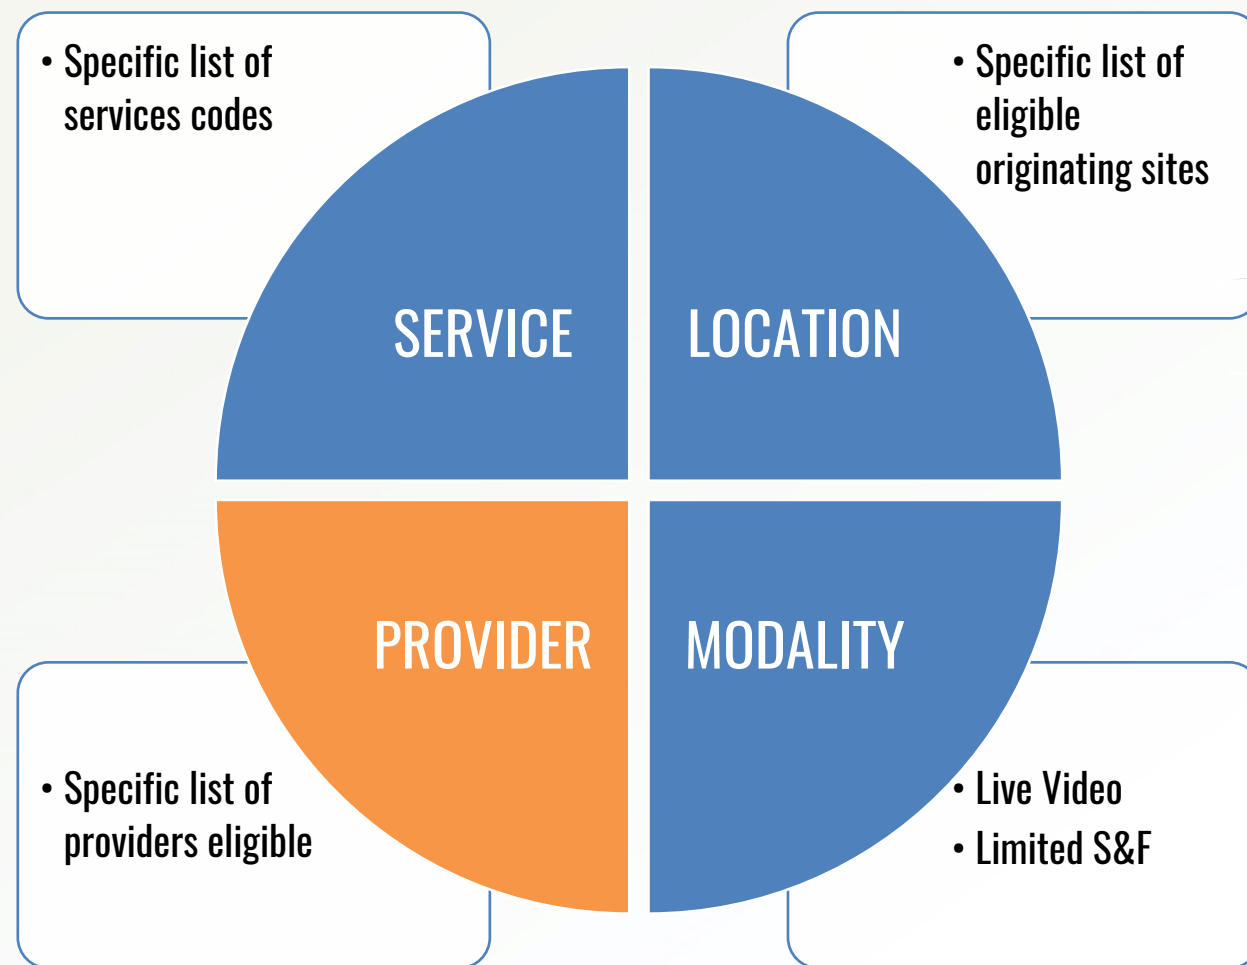 • Specific list of
services codes
• Specific list of
eligible
originating sites
SERVICE
LOCATION
PROVIDER
MODALITY
• Specific list of
providers eligible
• Live Video
• Limited S&F